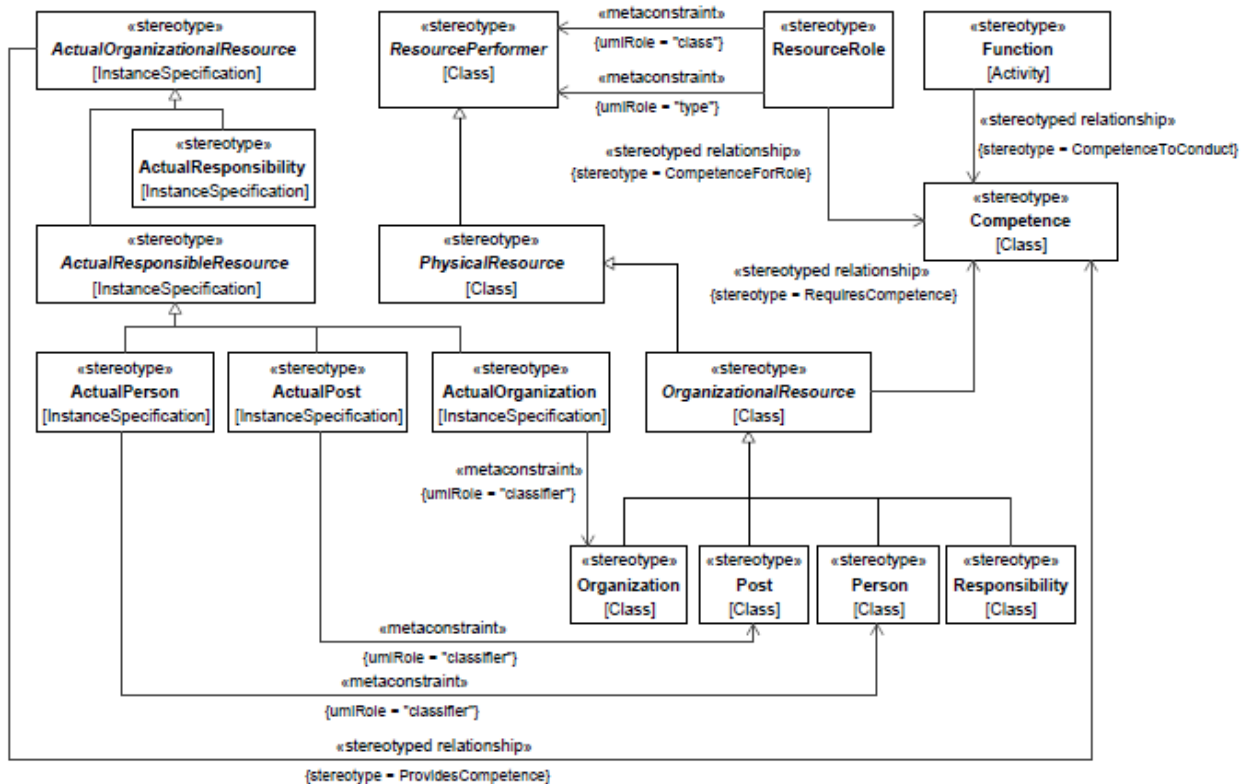 «stereotype»
ActualOrganizationalResource
[InstanceSpecification]
«stereotype»
ResourcePerformer
[Class]
«metaconstraint»
{umlRole = "class"}
«metaconstraint»
{umlRole = "type"}
«stereotype»
ResourceRole
«stereotype»
Function
[Activity]
«stereotype»
ActualResponsibility
[InstanceSpecification]
«stereotyped relationship»
{stereotype = CompetenceForRole}
«stereotyped relationship»
{stereotype = CompetenceToConduct}
«stereotype»
Competence
[Class]
«stereotype»
ActualResponsibleResource
[InstanceSpecification]
«stereotype»
PhysicalResource
[Class]
«stereotyped relationship»
{stereotype = RequiresCompetence}
«stereotype»
ActualPerson
[InstanceSpecification]
«stereotype»
ActualPost
[InstanceSpecification]
«stereotype»
ActualOrganization
[InstanceSpecification]
«stereotype»
OrganizationalResource
[Class]
«metaconstraint»
{umlRole = "classifier"}
«stereotype»
Organization
[Class]
«stereotype»
Post
[Class]
«stereotype»
Person
[Class]
«stereotype»
Responsibility
[Class]
«metaconstraint»
{umlRole = "classifier"}
«metaconstraint»
{umlRole = "classifier"}
«stereotyped relationship»
{stereotype = ProvidesCompetence}